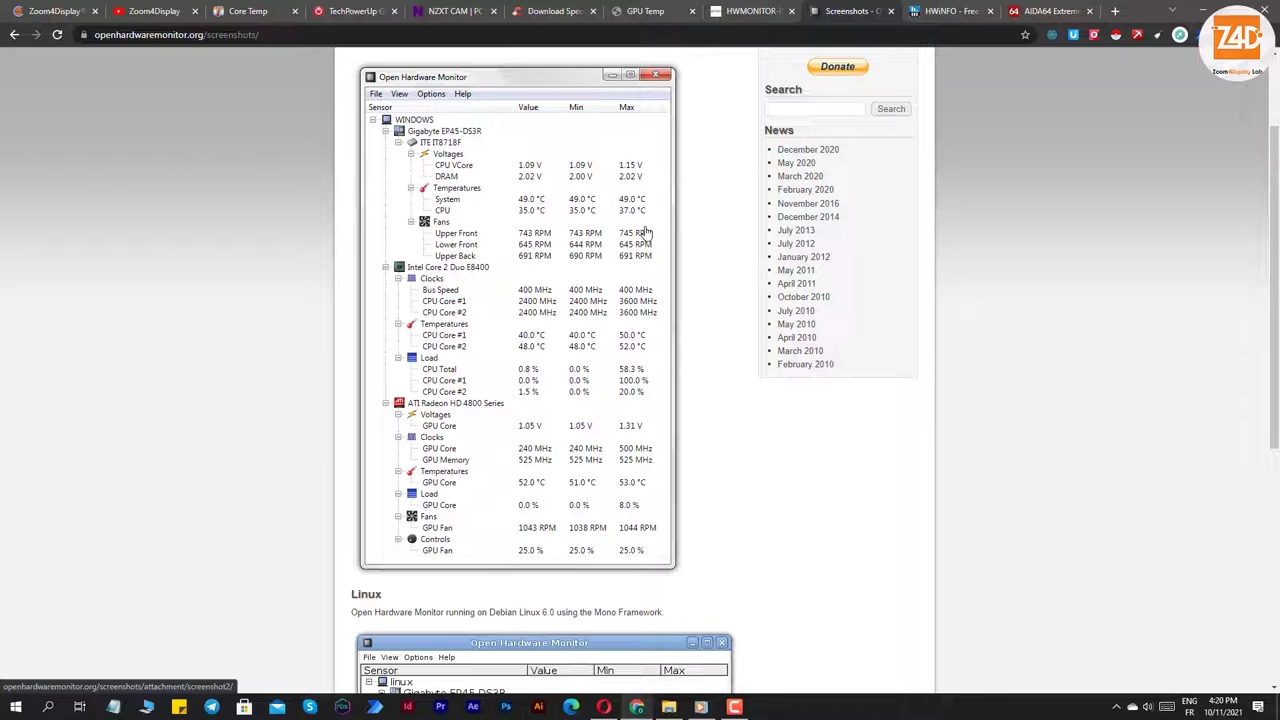 Zoom4Display
Zoom4Display
Core Temp
TechPowerUp G
NZXT CAM | PC
Download Spe
GPU Temp
HWMONITOR
Screenshots – O
HWiNFO - Free
AIDA64 Extrem
openhardwaremonitor.org/screenshots/
Z4D
Zoom4Display Lab
Open Hardware Monitor
File View Options Help
Sensor Value Min Max
WINDOWS
Gigabyte EP45-DS3R
ITE IT8718F
Voltages
CPU VCore 1.09 V 1.09 V 1.15 V
DRAM 2.02 V 2.00 V 2.02 V
Temperatures
System 49.0 °C 49.0 °C 49.0 °C
CPU 35.0 °C 35.0 °C 37.0 °C
Fans
Upper Front 743 RPM 743 RPM 745 RPM
Lower Front 645 RPM 644 RPM 645 RPM
Upper Back 691 RPM 690 RPM 691 RPM
Intel Core 2 Duo E8400
Clocks
Bus Speed 400 MHz 400 MHz 400 MHz
CPU Core #1 2400 MHz 2400 MHz 3600 MHz
CPU Core #2 2400 MHz 2400 MHz 3600 MHz
Temperatures
CPU Core #1 40.0 °C 40.0 °C 50.0 °C
CPU Core #2 48.0 °C 48.0 °C 52.0 °C
Load
CPU Total 0.8 % 0.0 % 58.3 %
CPU Core #1 0.0 % 0.0 % 100.0 %
CPU Core #2 1.5 % 0.0 % 20.0 %
ATI Radeon HD 4800 Series
Voltages
GPU Core 1.05 V 1.05 V 1.31 V
Clocks
GPU Core 240 MHz 240 MHz 500 MHz
GPU Memory 525 MHz 525 MHz 525 MHz
Temperatures
GPU Core 52.0 °C 51.0 °C 53.0 °C
Load
GPU Core 0.0 % 0.0 % 8.0 %
Fans
GPU Fan 1043 RPM 1038 RPM 1044 RPM
Controls
GPU Fan 25.0 % 25.0 % 25.0 %
Linux
Open Hardware Monitor running on Debian Linux 6.0 using the Mono Framework.
Open Hardware Monitor
File View Options Help
Sensor Value Min Max
linux
Gigabyte EP45-DS3R
Donate
Search
Search
News
December 2020
May 2020
March 2020
February 2020
November 2016
December 2014
July 2013
July 2012
January 2012
May 2011
April 2011
October 2010
July 2010
May 2010
April 2010
March 2010
February 2010
openhardwaremonitor.org/screenshots/attachment/screenshot2/
Id
Pr
Ae
Ps
Ai
ENG
FR
4:20 PM
10/11/2021